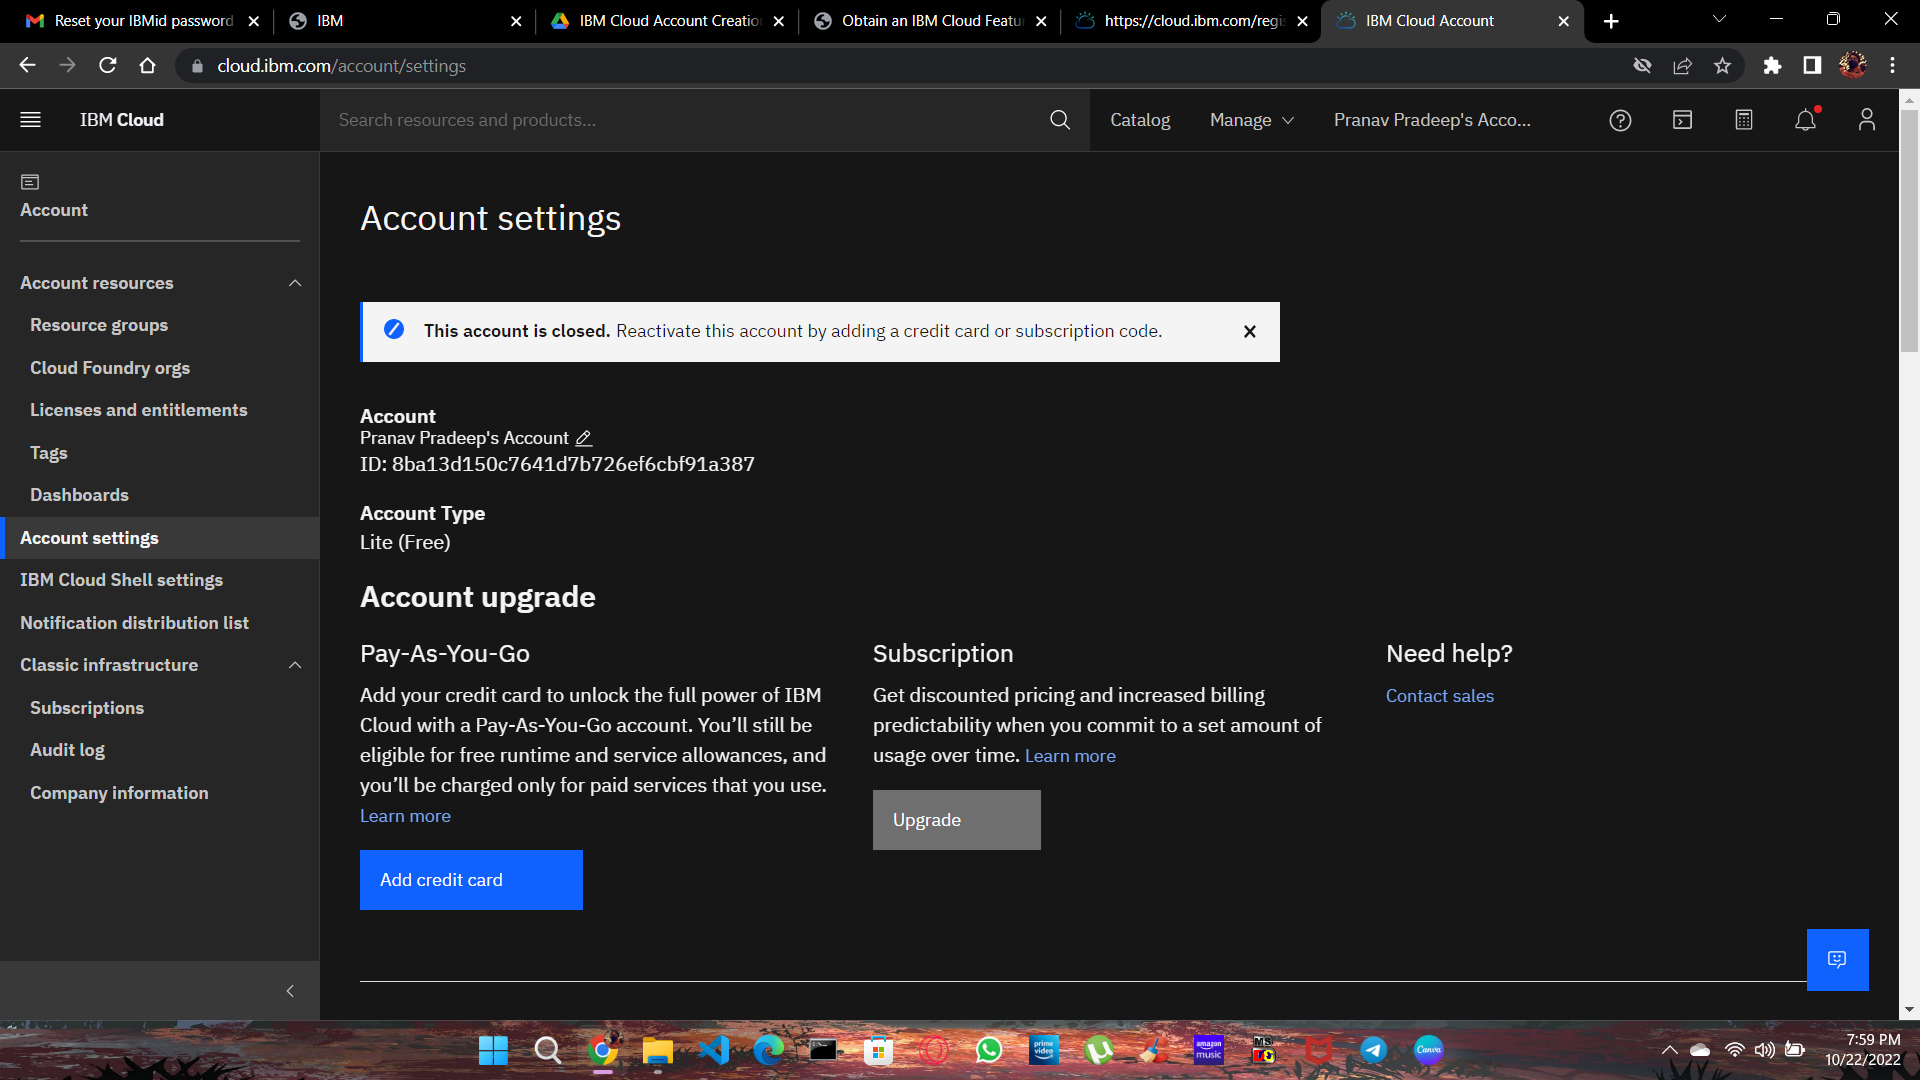 Reset your IBMid password
IBM
IBM Cloud Account Creatio
Obtain an IBM Cloud Featu
https://cloud.ibm.com/regis
IBM Cloud Account
cloud.ibm.com/account/settings
IBM Cloud
Search resources and products...
Catalog
Manage
Pranav Pradeep's Acco...
Account
Account resources
Resource groups
Cloud Foundry orgs
Licenses and entitlements
Tags
Dashboards
Account settings
IBM Cloud Shell settings
Notification distribution list
Classic infrastructure
Subscriptions
Audit log
Company information
Account settings
This account is closed. Reactivate this account by adding a credit card or subscription code.
Account
Pranav Pradeep's Account
ID: 8ba13d150c7641d7b726ef6cbf91a387
Account Type
Lite (Free)
Account upgrade
Pay-As-You-Go
Add your credit card to unlock the full power of IBM
Cloud with a Pay-As-You-Go account. You’ll still be
eligible for free runtime and service allowances, and
you’ll be charged only for paid services that you use.
Learn more
Add credit card
Subscription
Get discounted pricing and increased billing
predictability when you commit to a set amount of
usage over time. Learn more
Upgrade
Need help?
Contact sales
prime
video
amazon
music
Canva
7:59 PM
10/22/2022